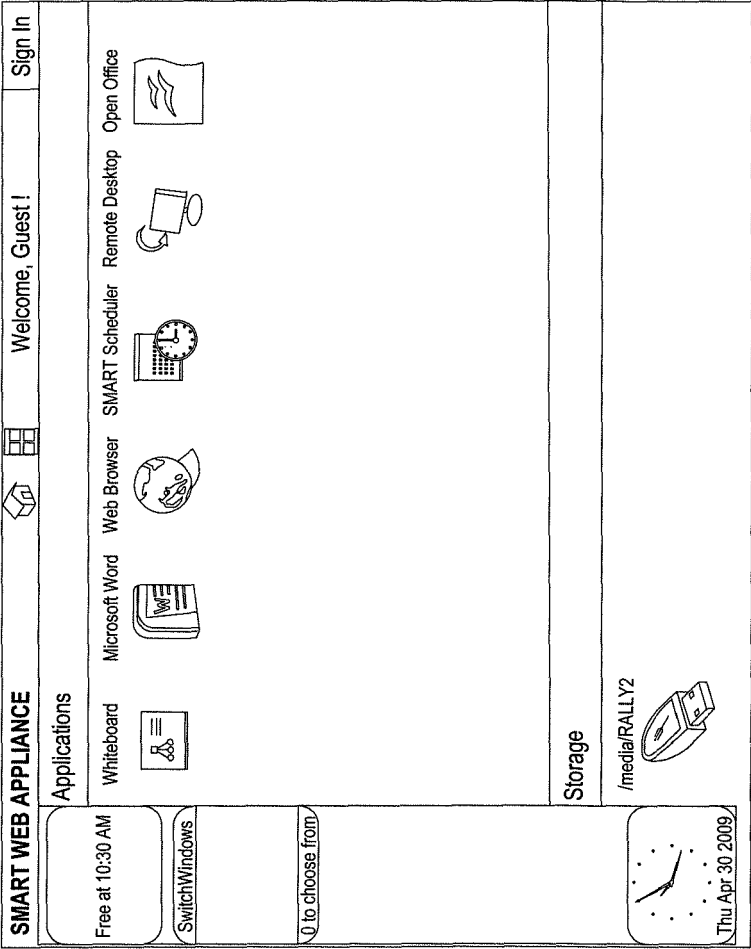 SMART WEB APPLIANCE
Welcome, Guest !
Sign In
Free at 10:30 AM
SwitchWindows
0 to choose from
Thu Apr 30 2009
Applications
Whiteboard
Microsoft Word
W
Web Browser
SMART Scheduler
Remote Desktop
Open Office
Storage
/media/RALLY2